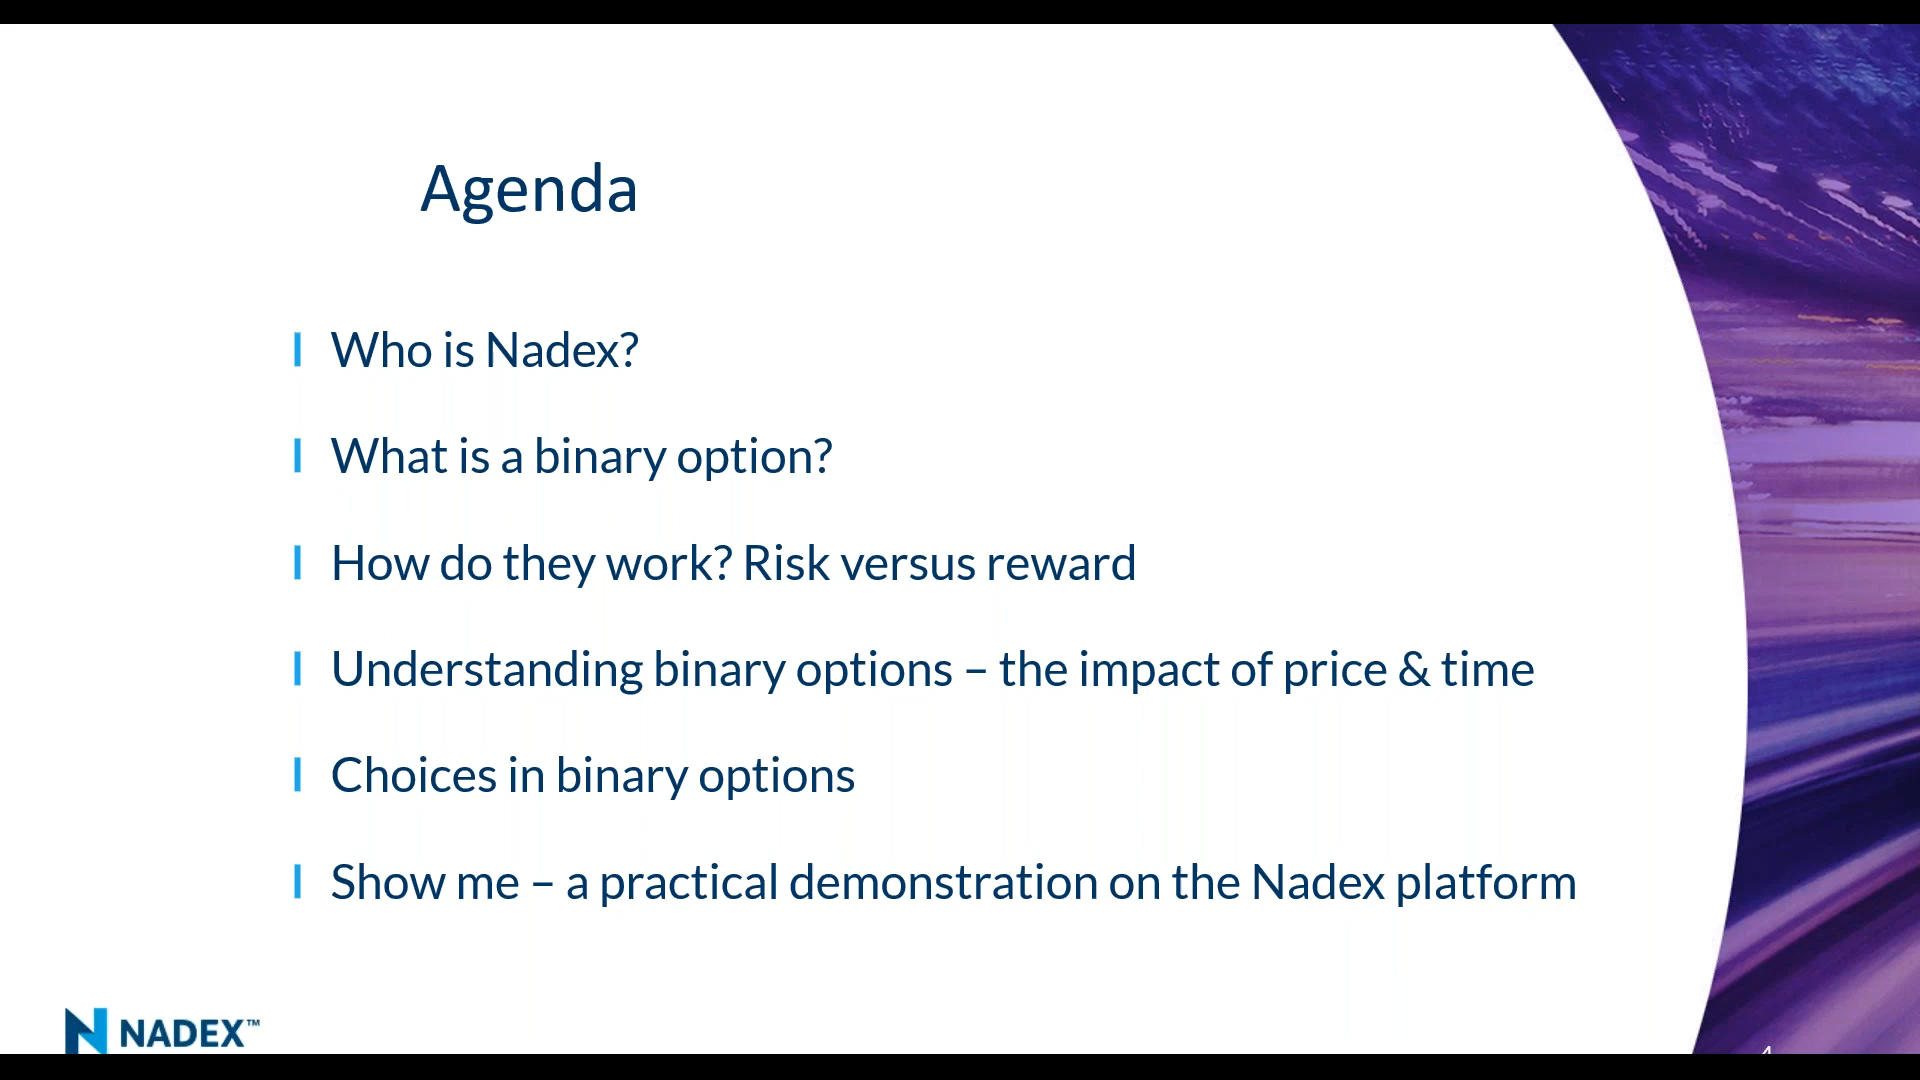 Agenda
Who is Nadex?
What is a binary option?
How do they work? Risk versus reward
Understanding binary options – the impact of price & time
Choices in binary options
Show me – a practical demonstration on the Nadex platform
NADEX™